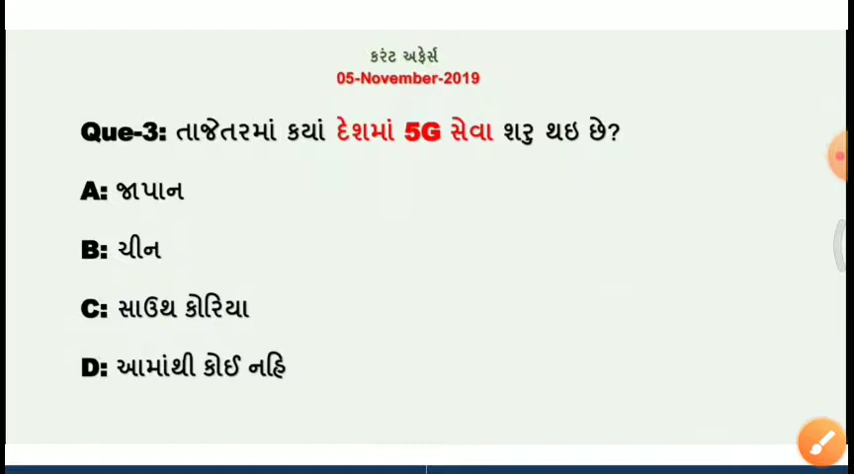 કરંટ અફેર્સ
05-November-2019
Que-3: તાજેતરમાં કયાં દેશમાં 5G સેવા શરુ થઇ છે?
A: જાપાન
B: ચીન
C: સાઉથ કોરિયા
D: આમાંથી કોઈ નહિ